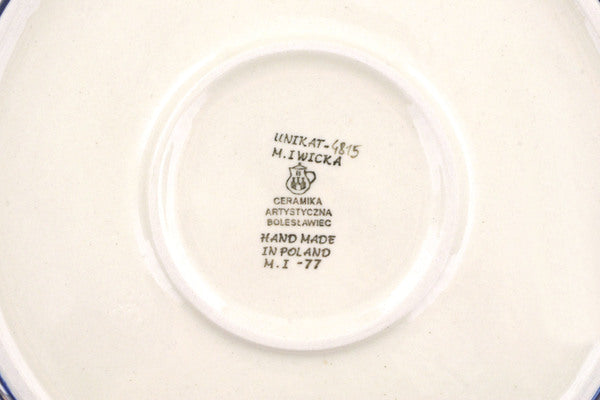 UNIKAT-4815
M.IWICKA
CERAMIKA
ARTYSTYCZNA
BOLESŁAWIEC
HAND MADE
IN POLAND
M.I -77